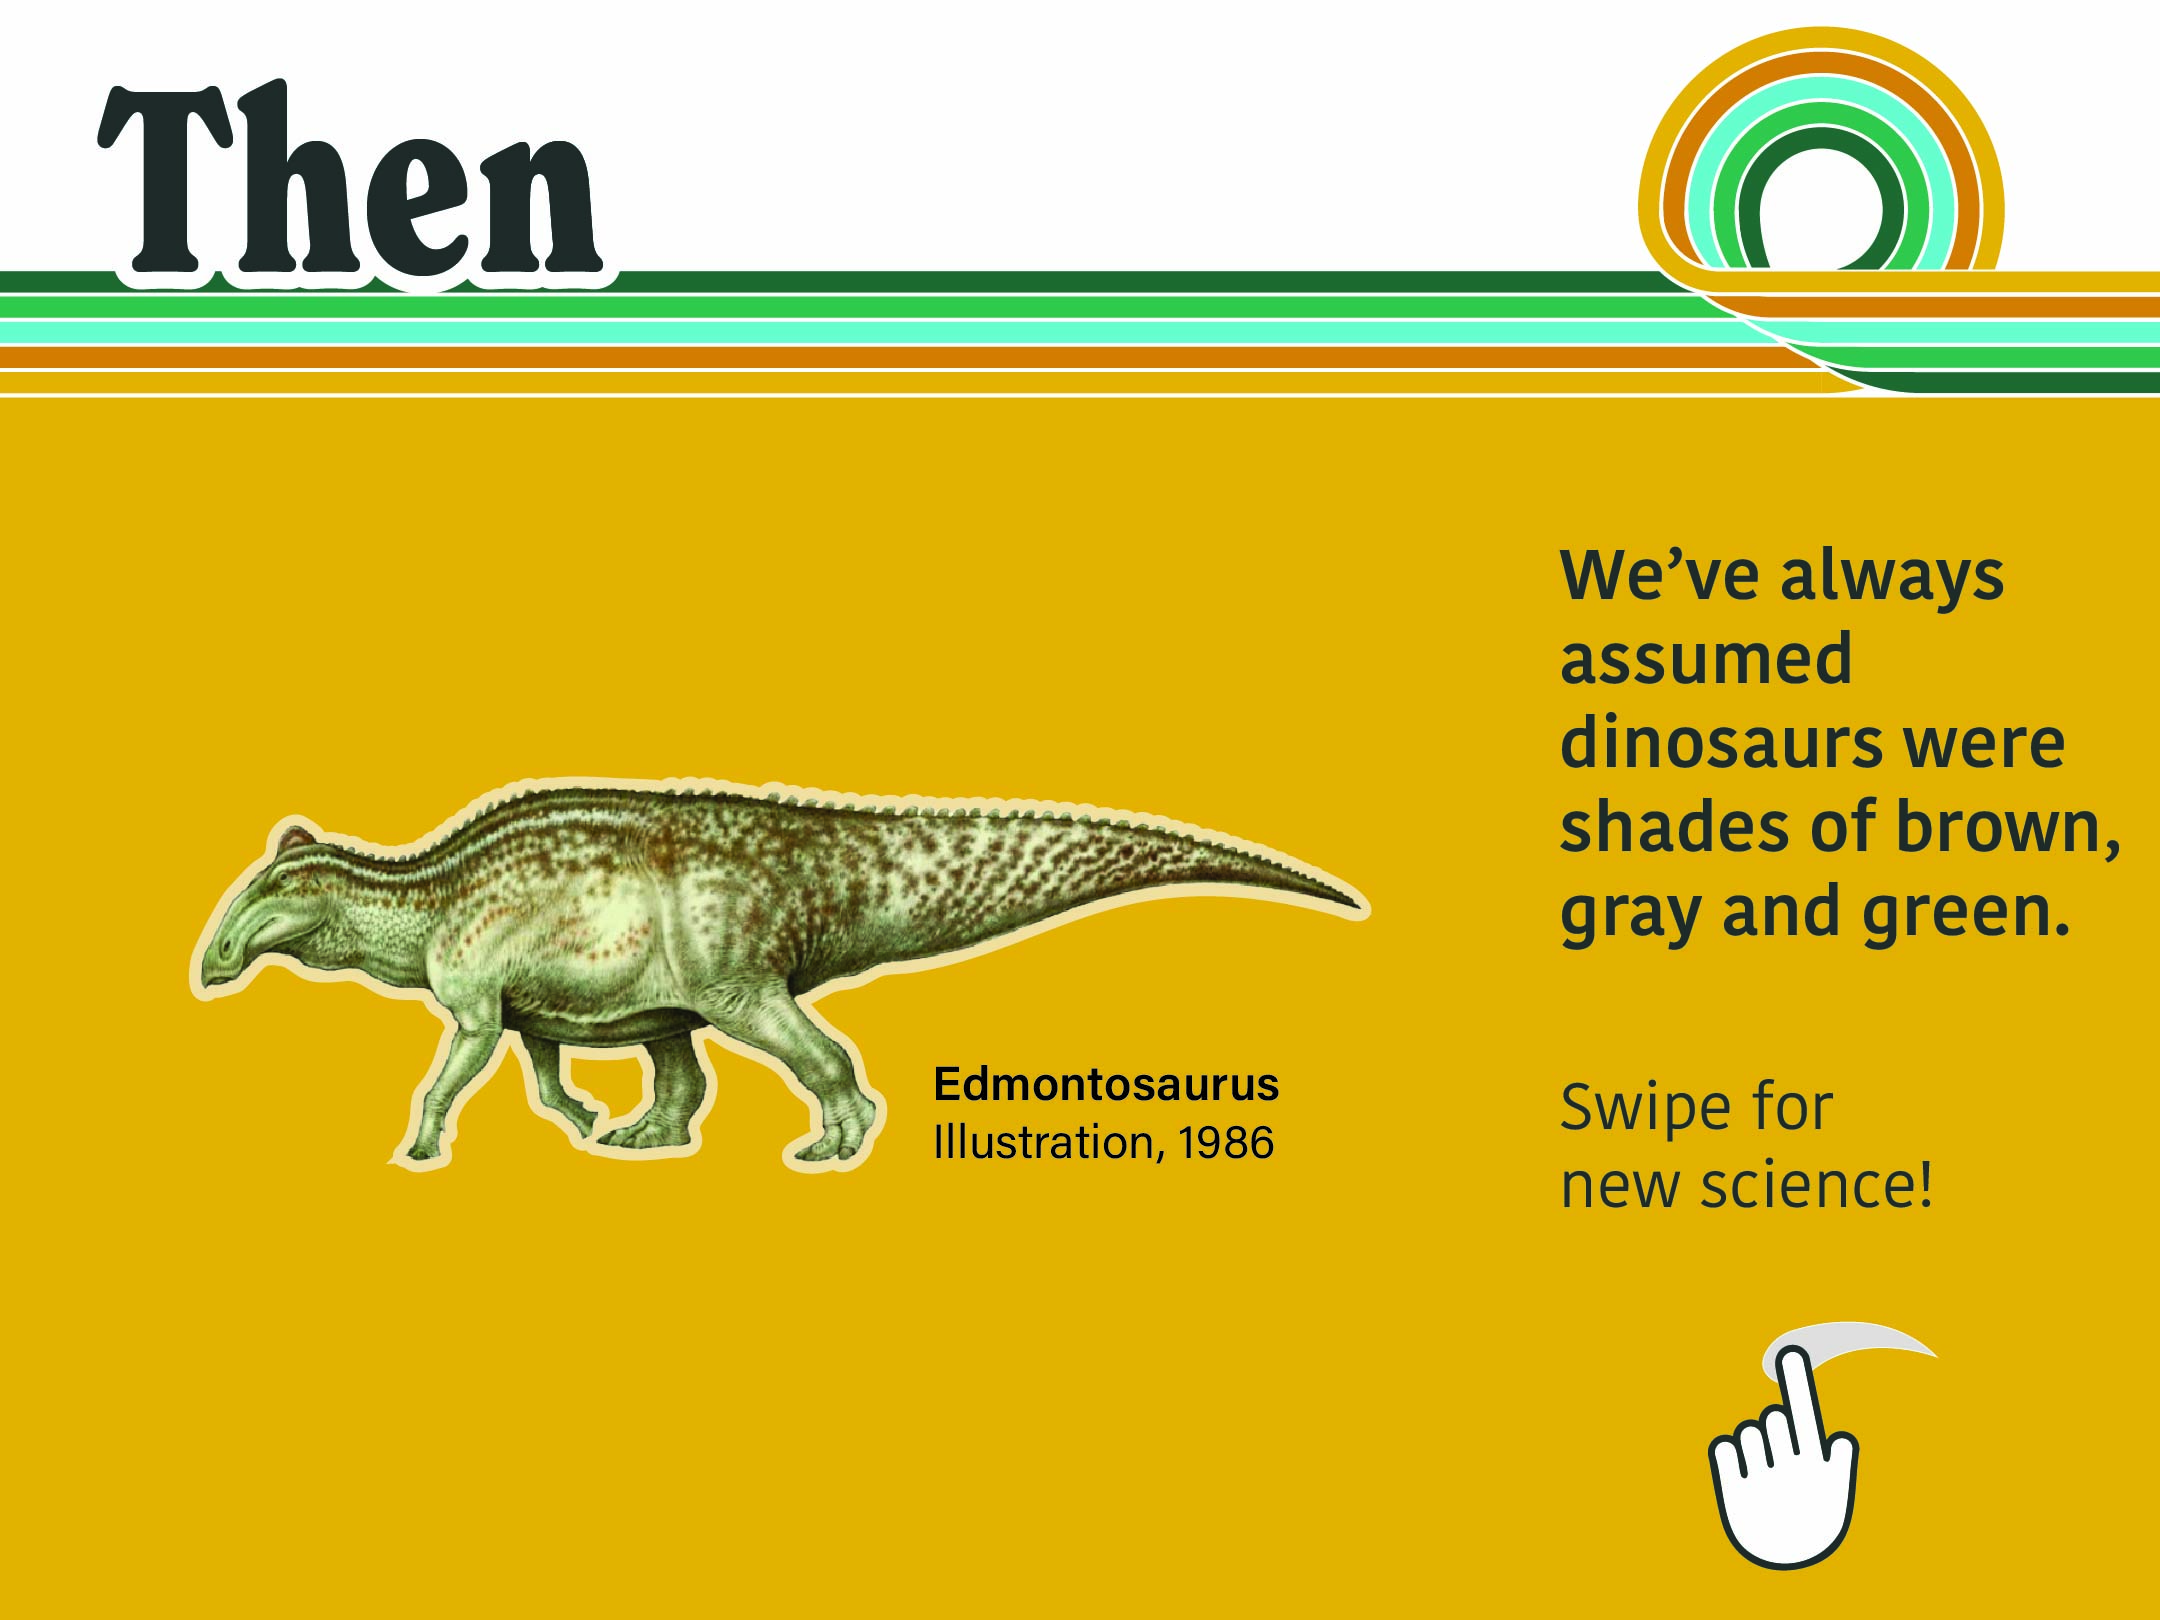 Then
We’ve always
assumed
dinosaurs were
shades of brown,
gray and green.
Edmontosaurus
Illustration, 1986
Swipe for
new science!